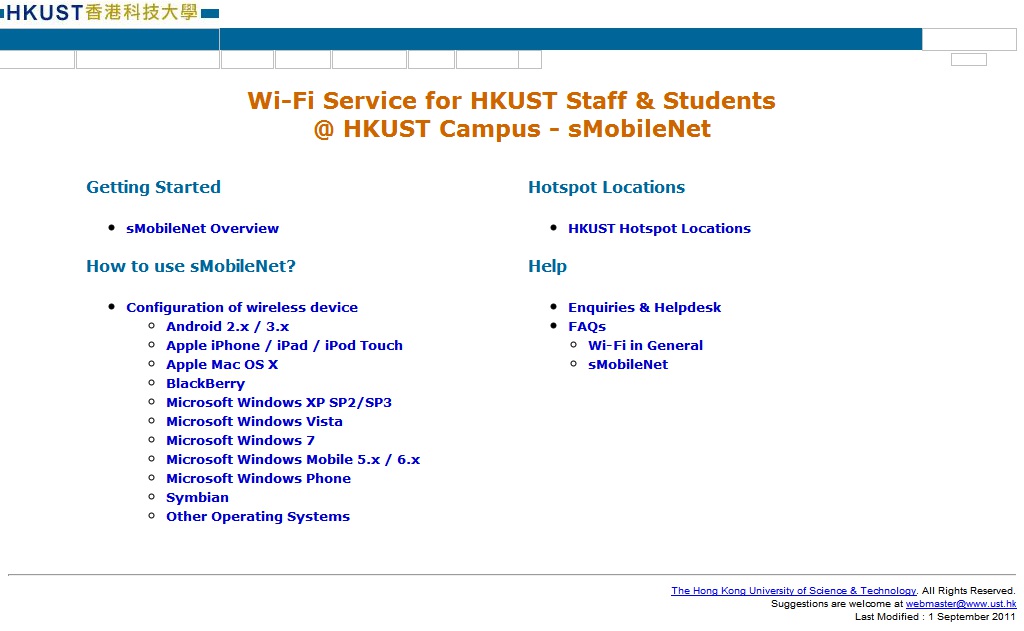 HKUST香港科技大學
Wi-Fi Service for HKUST Staff & Students
@ HKUST Campus - sMobileNet
Getting Started
sMobileNet Overview
How to use sMobileNet?
Configuration of wireless device
Android 2.x / 3.x
Apple iPhone / iPad / iPod Touch
Apple Mac OS X
BlackBerry
Microsoft Windows XP SP2/SP3
Microsoft Windows Vista
Microsoft Windows 7
Microsoft Windows Mobile 5.x / 6.x
Microsoft Windows Phone
Symbian
Other Operating Systems
Hotspot Locations
HKUST Hotspot Locations
Help
Enquiries & Helpdesk
FAQs
Wi-Fi in General
sMobileNet
The Hong Kong University of Science & Technology. All Rights Reserved.
Suggestions are welcome at webmaster@www.ust.hk
Last Modified : 1 September 2011